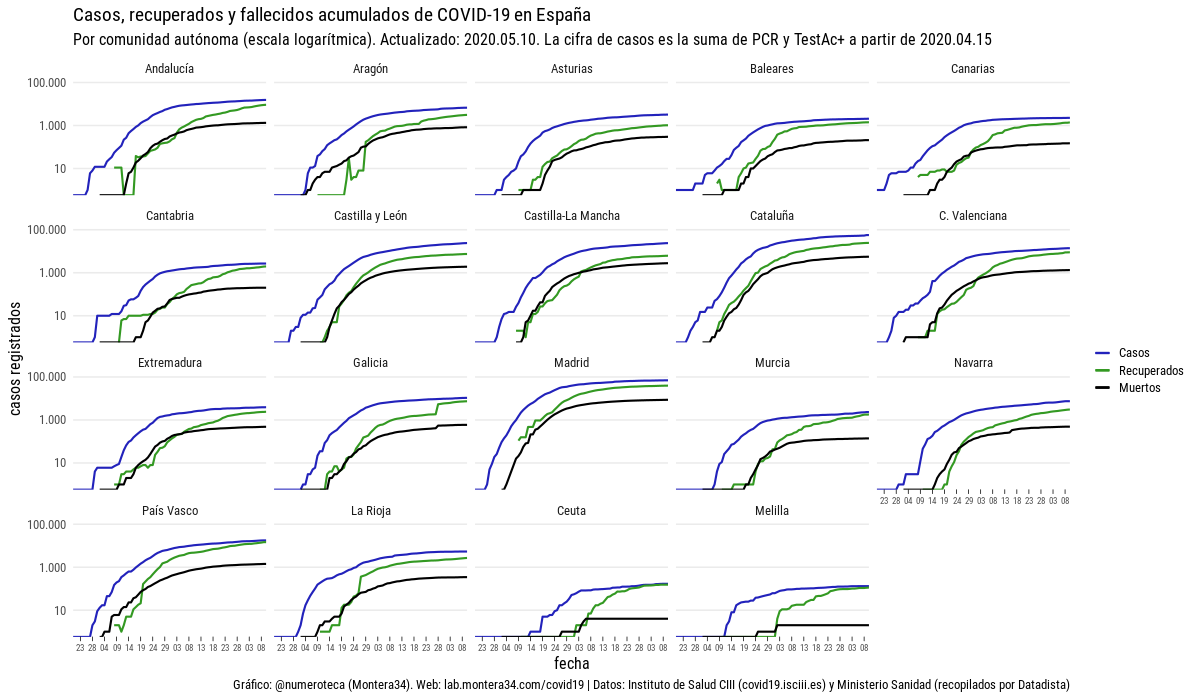 Casos, recuperados y fallecidos acumulados de COVID-19 en España
Por comunidad autónoma (escala logarítmica). Actualizado: 2020.05.10. La cifra de casos es la suma de PCR y TestAc+ a partir de 2020.04.15
Andalucía Aragón Asturias Baleares Canarias
100.000
1.000
10
Cantabria Castilla y León Castilla-La Mancha Cataluña C. Valenciana
100.000
1.000
10
casos registrados
Extremadura Galicia Madrid Murcia Navarra
100.000
1.000
10
Casos
Recuperados
Muertos
23 28 04 09 14 19 24 29 03 08 13 18 23 28 03 08
País Vasco La Rioja Ceuta Melilla
100.000
1.000
10
23 28 04 09 14 19 24 29 03 08 13 18 23 28 03 08 23 28 04 09 14 19 24 29 03 08 13 18 23 28 03 08 23 28 04 09 14 19 24 29 03 08 13 18 23 28 03 08 23 28 04 09 14 19 24 29 03 08 13 18 23 28 03 08
fecha
Gráfico: @numeroteca (Montera34). Web: lab.montera34.com/covid19 | Datos: Instituto de Salud CIII (covid19.isciii.es) y Ministerio Sanidad (recopilados por Datadista)